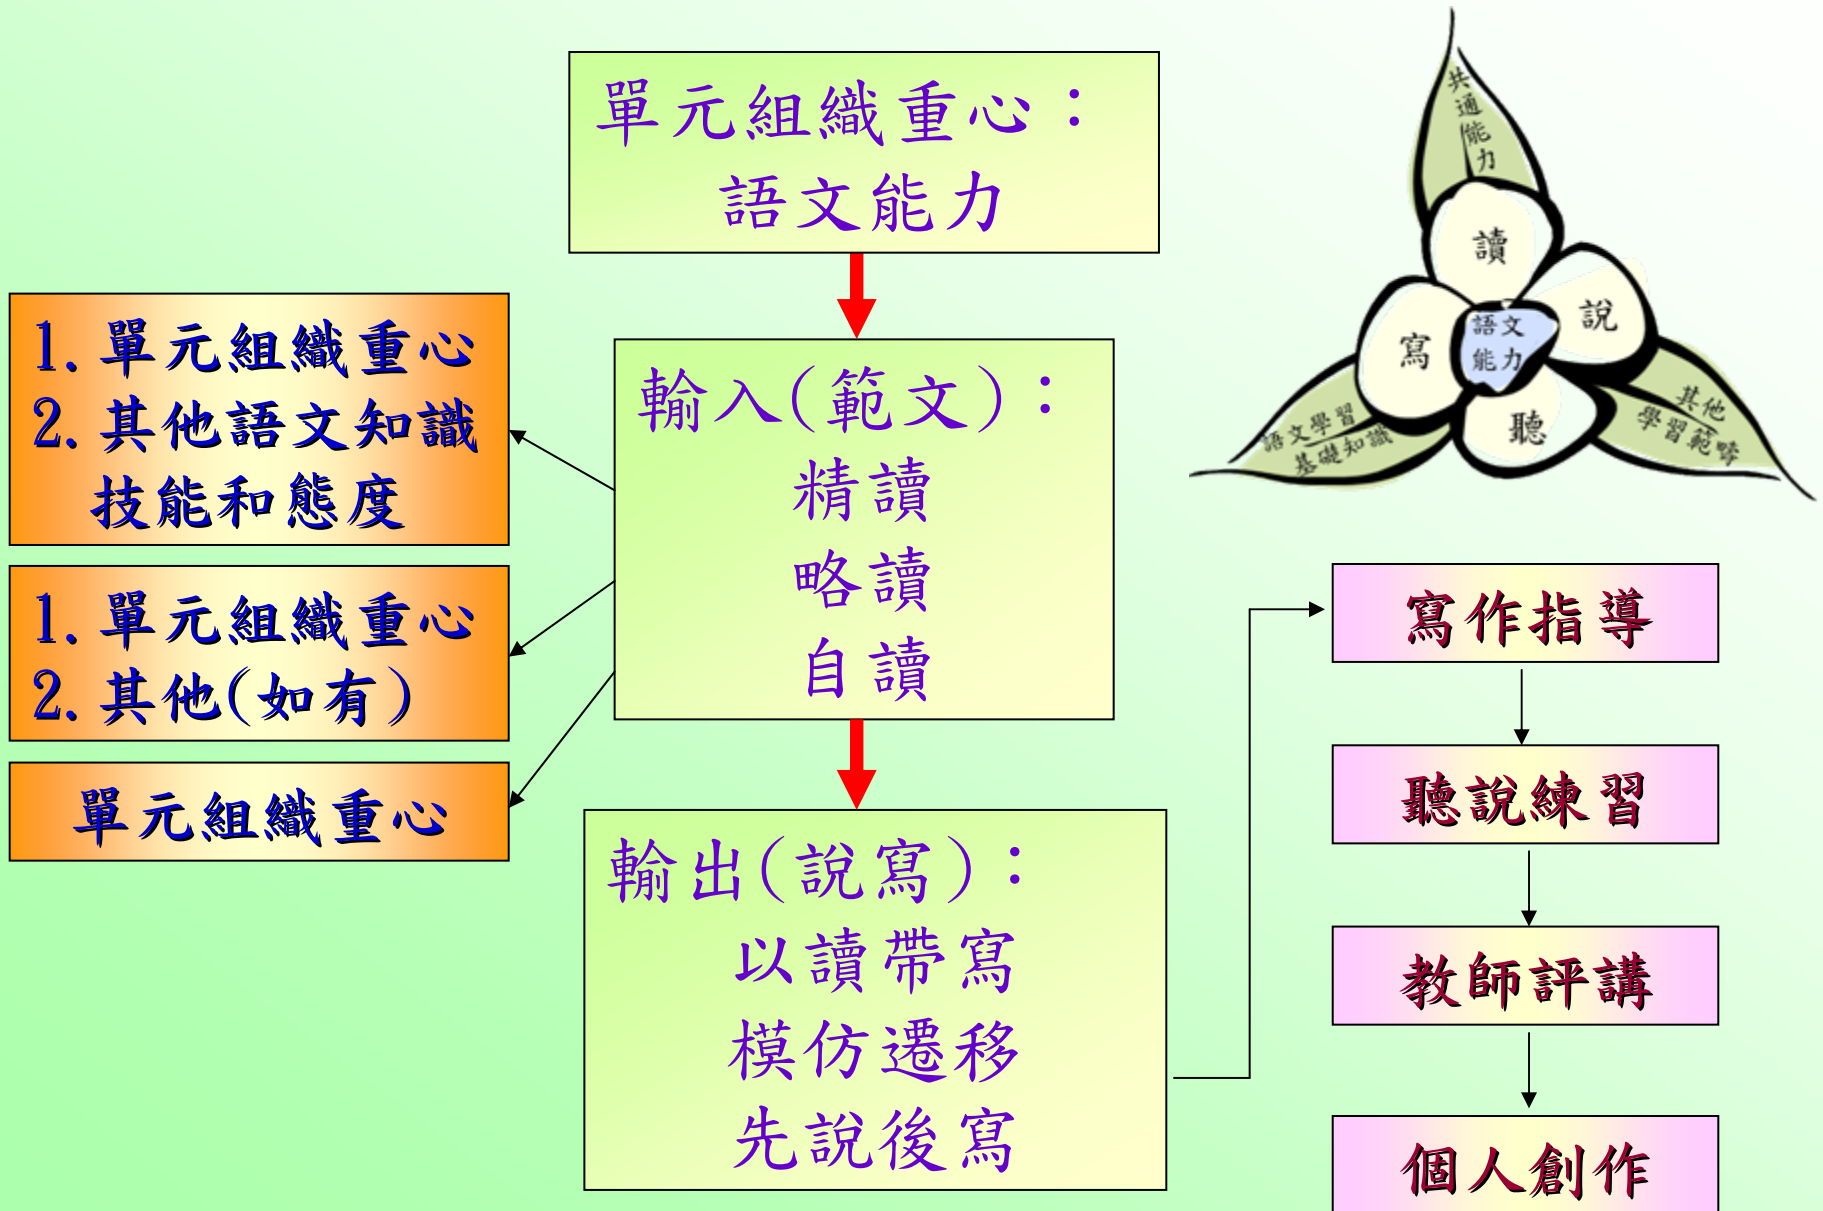 單元組織重心：
語文能力
共通能力
讀
說
寫
語文
能力
聽
語文學習
基礎知識
其他
學習範疇
1.單元組織重心
2.其他語文知識
技能和態度
1.單元組織重心
2.其他(如有)
單元組織重心
輸入(範文)：
精讀
略讀
自讀
輸出(說寫)：
以讀帶寫
模仿遷移
先說後寫
寫作指導
聽說練習
教師評講
個人創作